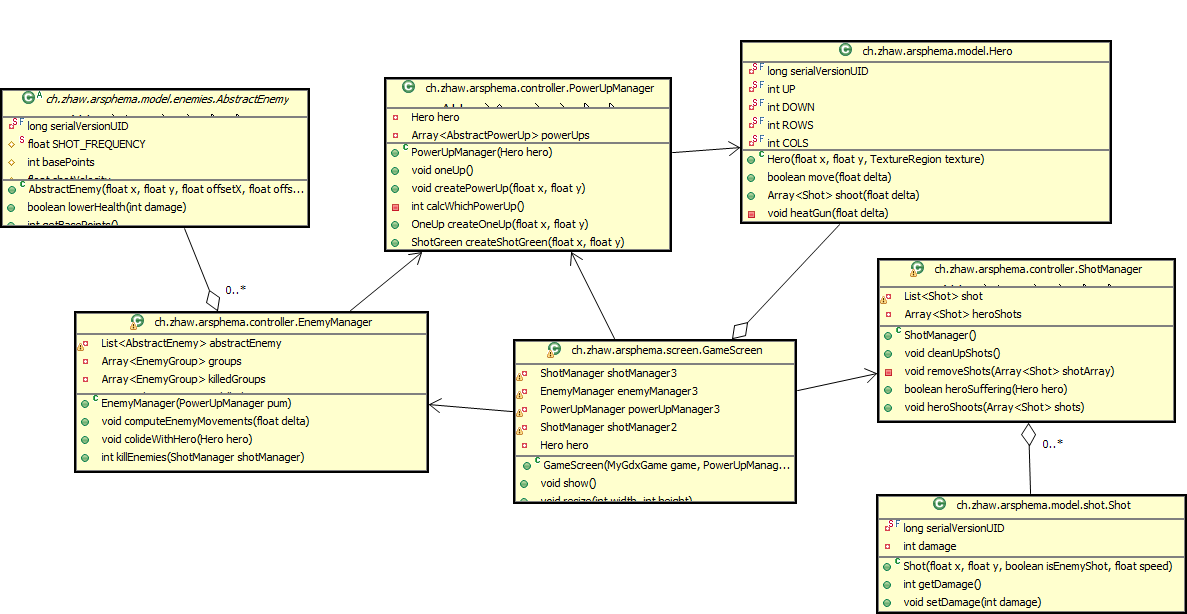 ch.zhaw.arsphema.model.enemies.AbstractEnemy
long serialVersionUID
float SHOT_FREQUENCY
int basePoints
AbstractEnemy(float x, float y, float offsetX, float offs...
boolean lowerHealth(int damage)
int getBasePoints()
ch.zhaw.arsphema.controller.PowerUpManager
Hero hero
Array<AbstractPowerUp> powerUps
PowerUpManager(Hero hero)
void oneUp()
void createPowerUp(float x, float y)
int calcWhichPowerUp()
OneUp createOneUp(float x, float y)
ShotGreen createShotGreen(float x, float y)
ch.zhaw.arsphema.model.Hero
long serialVersionUID
int UP
int DOWN
int ROWS
int COLS
Hero(float x, float y, TextureRegion texture)
boolean move(float delta)
Array<Shot> shoot(float delta)
void heatGun(float delta)
0..*
ch.zhaw.arsphema.controller.EnemyManager
List<AbstractEnemy> abstractEnemy
Array<EnemyGroup> groups
Array<EnemyGroup> killedGroups
EnemyManager(PowerUpManager pum)
void computeEnemyMovements(float delta)
void colideWithHero(Hero hero)
int killEnemies(ShotManager shotManager)
ch.zhaw.arsphema.screen.GameScreen
ShotManager shotManager3
EnemyManager enemyManager3
PowerUpManager powerUpManager3
ShotManager shotManager2
Hero hero
GameScreen(MyGdxGame game, PowerUpManag...
void show()
void resize(int width, int height)
ch.zhaw.arsphema.controller.ShotManager
List<Shot> shot
Array<Shot> heroShots
ShotManager()
void cleanUpShots()
void removeShots(Array<Shot> shotArray)
boolean heroSuffering(Hero hero)
void heroShoots(Array<Shot> shots)
0..*
ch.zhaw.arsphema.model.shot.Shot
long serialVersionUID
int damage
Shot(float x, float y, boolean isEnemyShot, float speed)
int getDamage()
void setDamage(int damage)